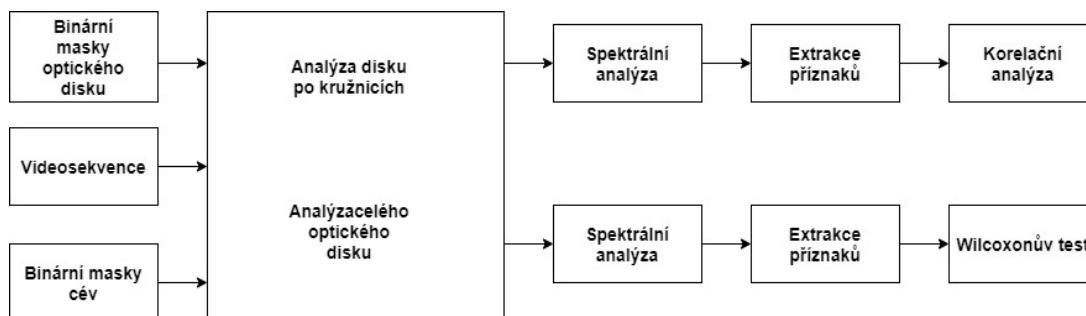 Binární
masky
optického
disku
Videosekvence
Binární masky
cév
Analýza disku
po kružnicích
Analýzacelého
optického
disku
Spektrální
analýza
Extrakce
příznaků
Korelační
analýza
Spektrální
analýza
Extrakce
příznaků
Wilcoxonův test